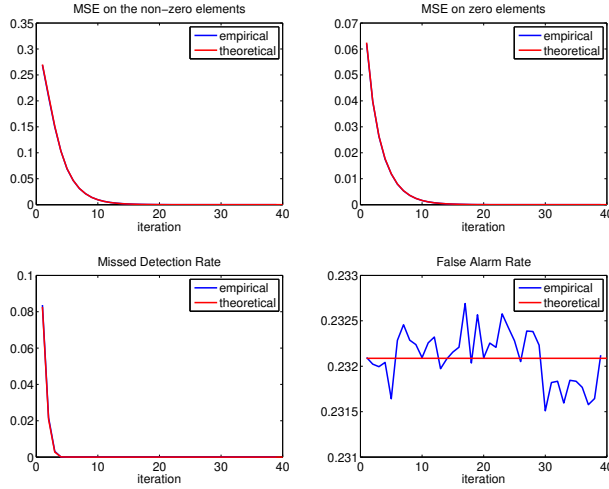 MSE on the non-zero elements
0.35
0.3
0.25
0.2
0.15
0.1
0.05
0
0 10 20 30 40
iteration
empirical
theoretical
MSE on zero elements
0.07
0.06
0.05
0.04
0.03
0.02
0.01
0
0 10 20 30 40
iteration
empirical
theoretical
Missed Detection Rate
0.1
0.08
0.06
0.04
0.02
0
0 10 20 30 40
iteration
empirical
theoretical
False Alarm Rate
0.233
0.2325
0.232
0.2315
0.231
0 10 20 30 40
iteration
empirical
theoretical